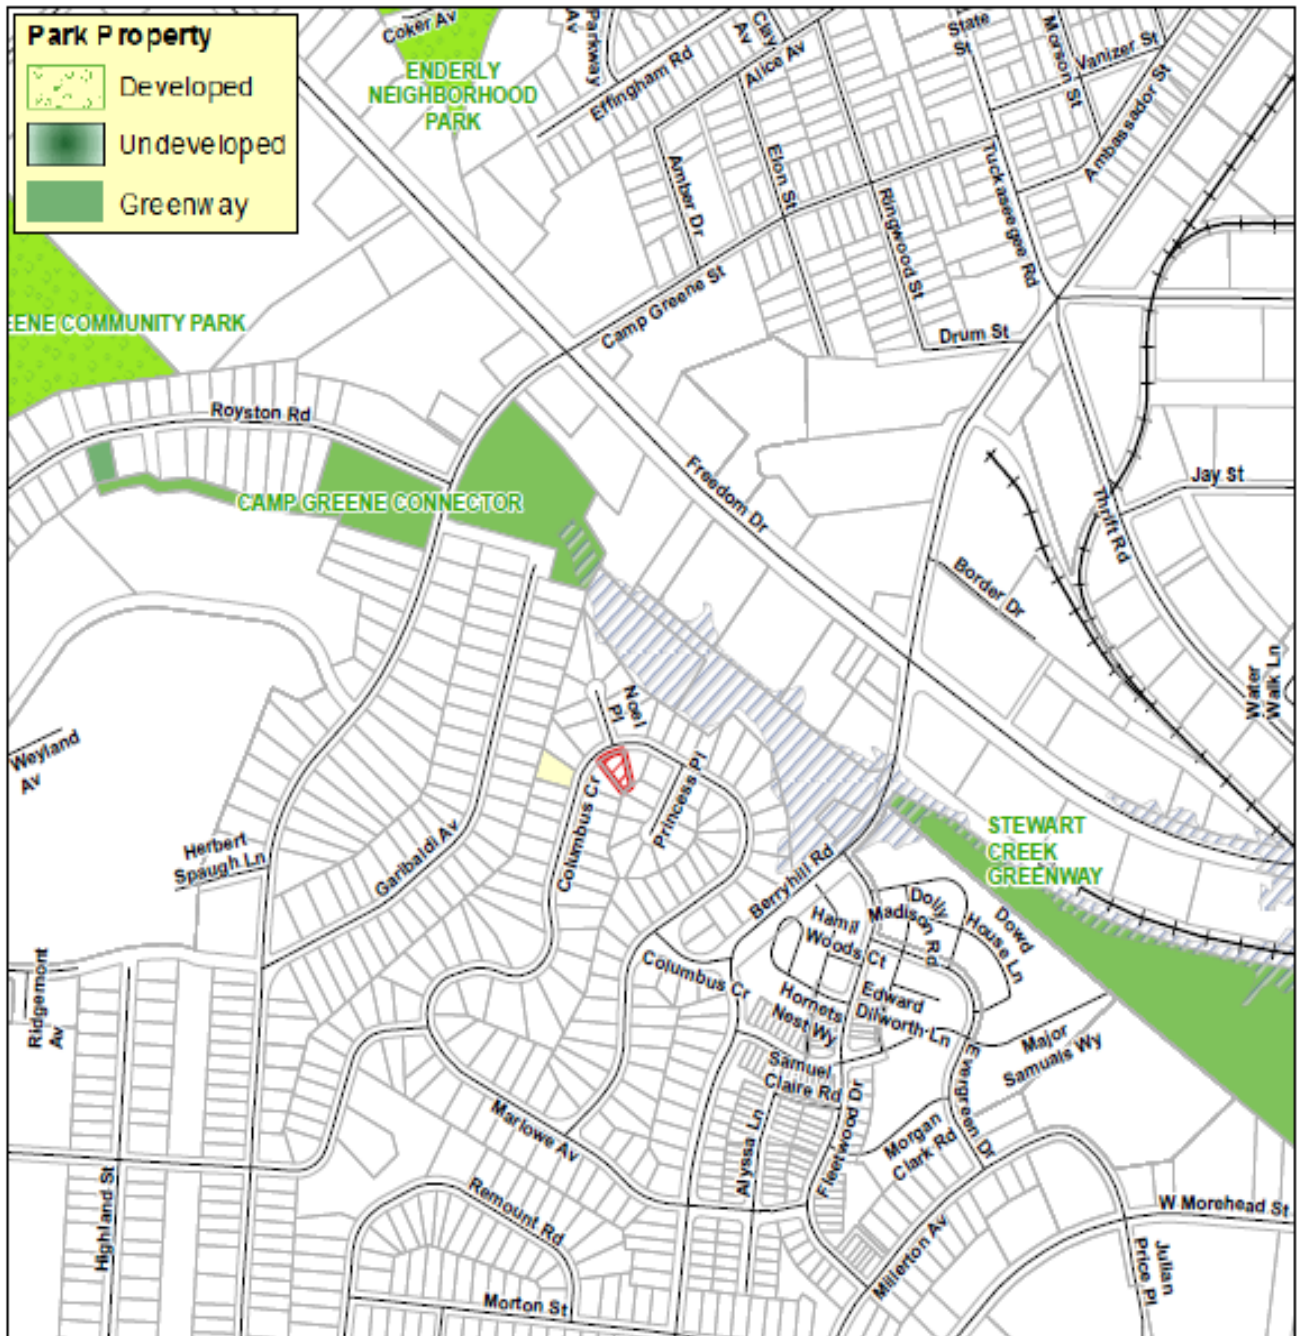 Park Property
Developed
Undeveloped
Greenway
Coker Av
Parkway
Av
Clay
Av
State
St
Morson St
Vanizer St
ENDERLY
NEIGHBORHOOD
PARK
Effingham Rd
Alice Av
Ambassador St
Amber Dr
Elon St
Ringwood St
Tuckaseegee Rd
Camp Greene St
EENE COMMUNITY PARK
Drum St
Royston Rd
CAMP GREENE CONNECTOR
Freedom Dr
Jay St
Thrift Rd
Border Dr
Water
Walk Ln
Noel
Pl
Weyland
Av
Columbus Cr
Princess Pl
Garibaldi Av
Herbert
Spaugh Ln
STEWART
CREEK
GREENWAY
Berryhill Rd
Hamil
Woods Ct
Madison Rd
Dolly
Dowd
House Ln
Columbus Cr
Hornets
Nest Wy
Edward
Dilworth Ln
Ridgemont
Av
Samuel
Claire Rd
Major
Samuals Wy
Evergreen Dr
Marlowe Av
Alyssa Ln
Fleetwood Dr
Morgan
Clark Rd
Highland St
Remount Rd
W Morehead St
Millerton Av
Julian
Price Pl
Morton St